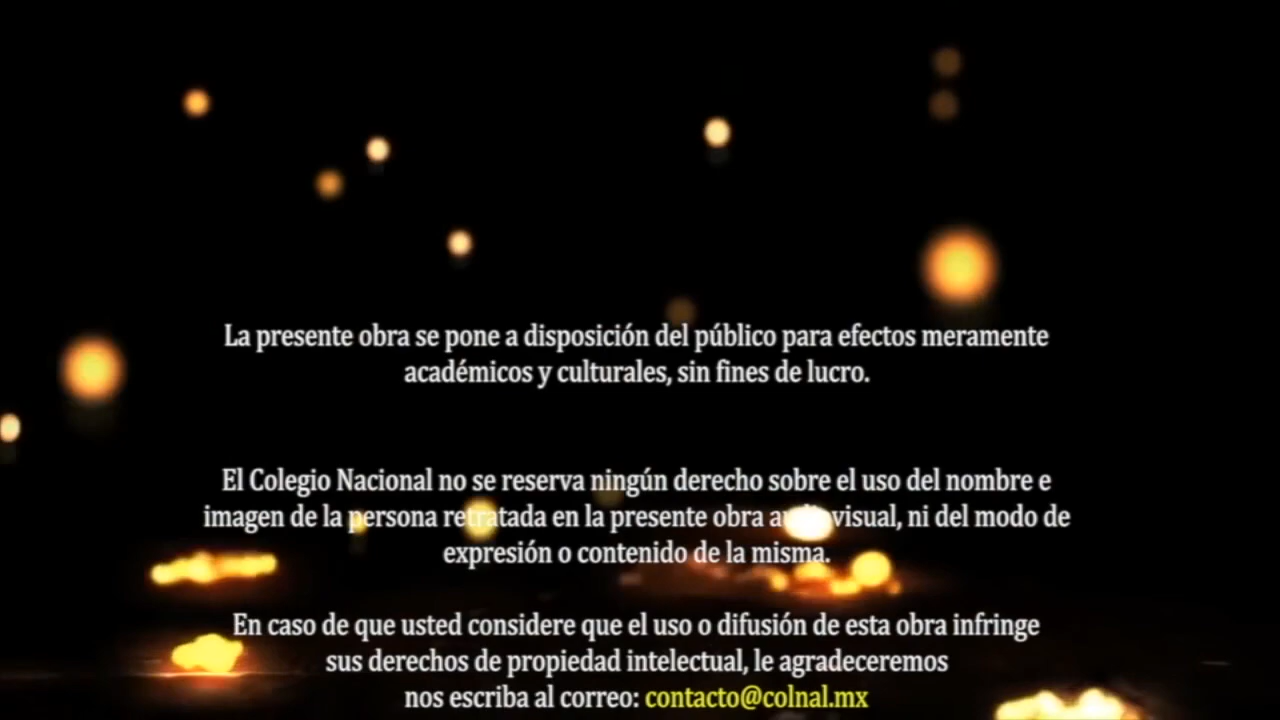 La presente obra se pone a disposición del público para efectos meramente
académicos y culturales, sin fines de lucro.
El Colegio Nacional no se reserva ningún derecho sobre el uso del nombre e
imagen de la persona retratada en la presente obra audiovisual, ni del modo de
expresión o contenido de la misma.
En caso de que usted considere que el uso o difusión de esta obra infringe
sus derechos de propiedad intelectual, le agradeceremos
nos escriba al correo: contacto@colnal.mx